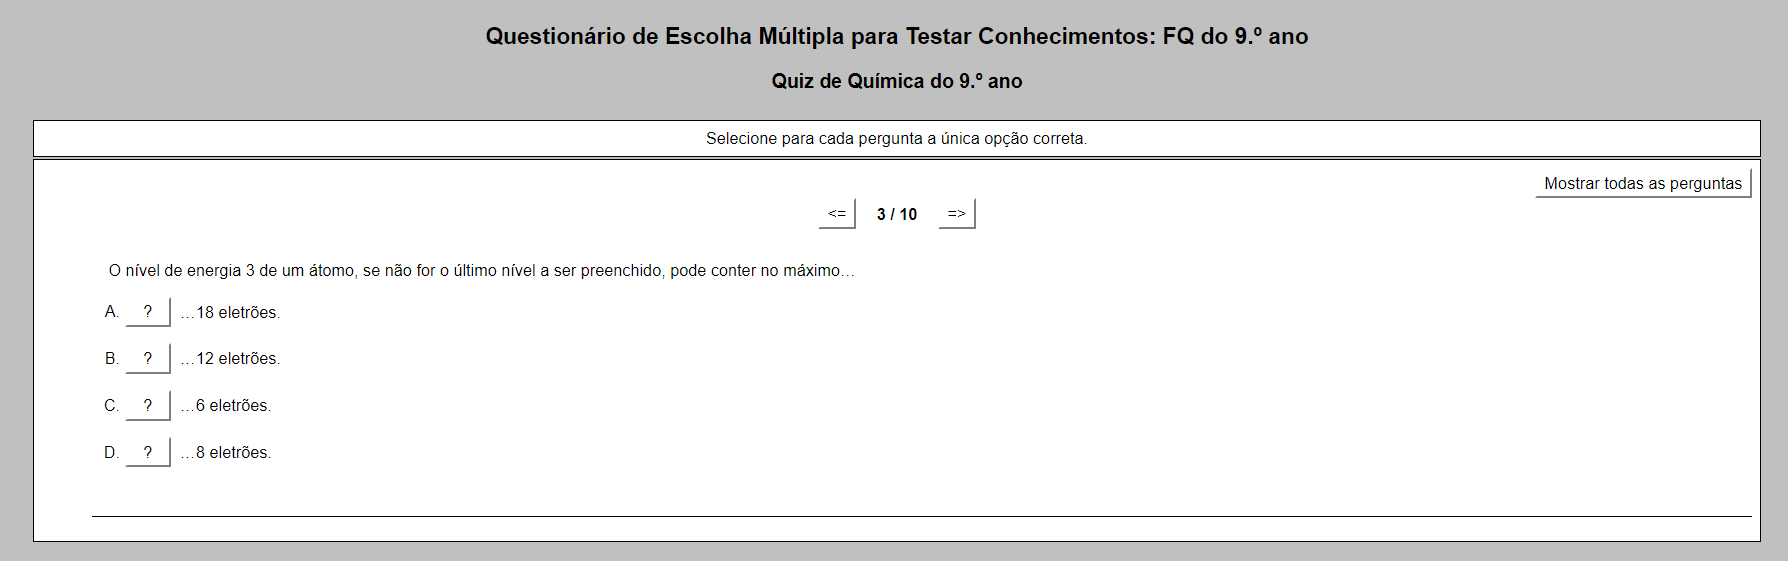 Questionário de Escolha Múltipla para Testar Conhecimentos: FQ do 9.º ano
Quiz de Química do 9.º ano
Selecione para cada pergunta a única opção correta.
Mostrar todas as perguntas
<= 3 / 10 =>
O nível de energia 3 de um átomo, se não for o último nível a ser preenchido, pode conter no máximo…
A. ? …18 eletrões.
B. ? …12 eletrões.
C. ? …6 eletrões.
D. ? …8 eletrões.